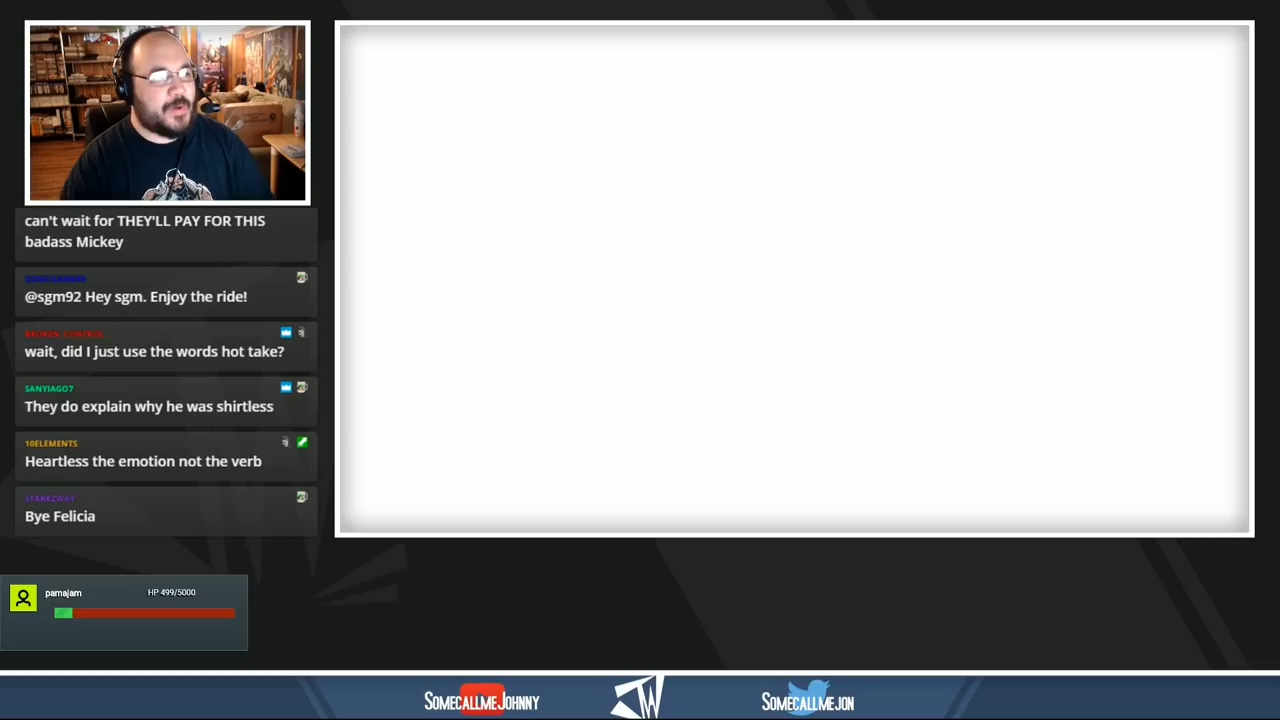 can't wait for THEY'LL PAY FOR THIS
badass Mickey
@sgm92 Hey sgm. Enjoy the ride!
BROKEN_CONTROL
wait, did I just use the words hot take?
SANYIAGO7
They do explain why he was shirtless
10ELEMENTS
Heartless the emotion not the verb
STARRZWAY
Bye Felicia
pamajam HP 499/5000
SOMECALLMEJOHNNY SOMECALLMEJON